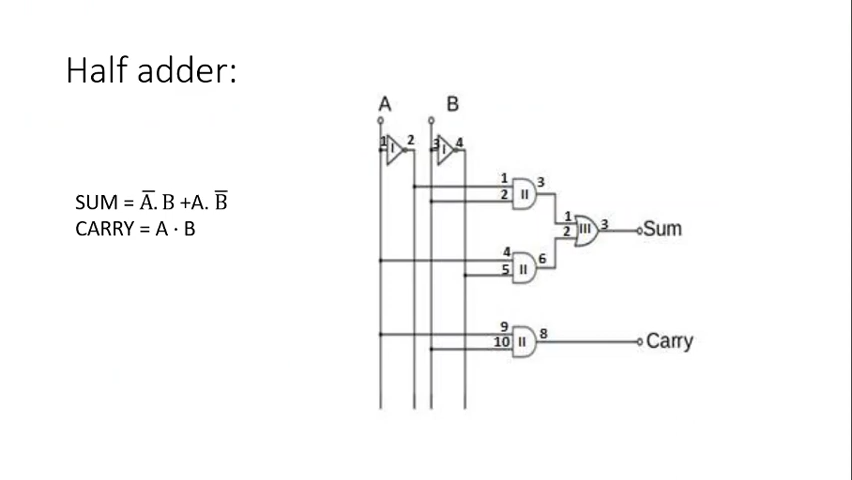 Half adder:
A B
1 I 2 3 I 4
SUM = A̅. B +A. B̅
CARRY = A · B
1 3
2 II
1
2 III 3 Sum
4 6
5 II
9 8
10 II Carry